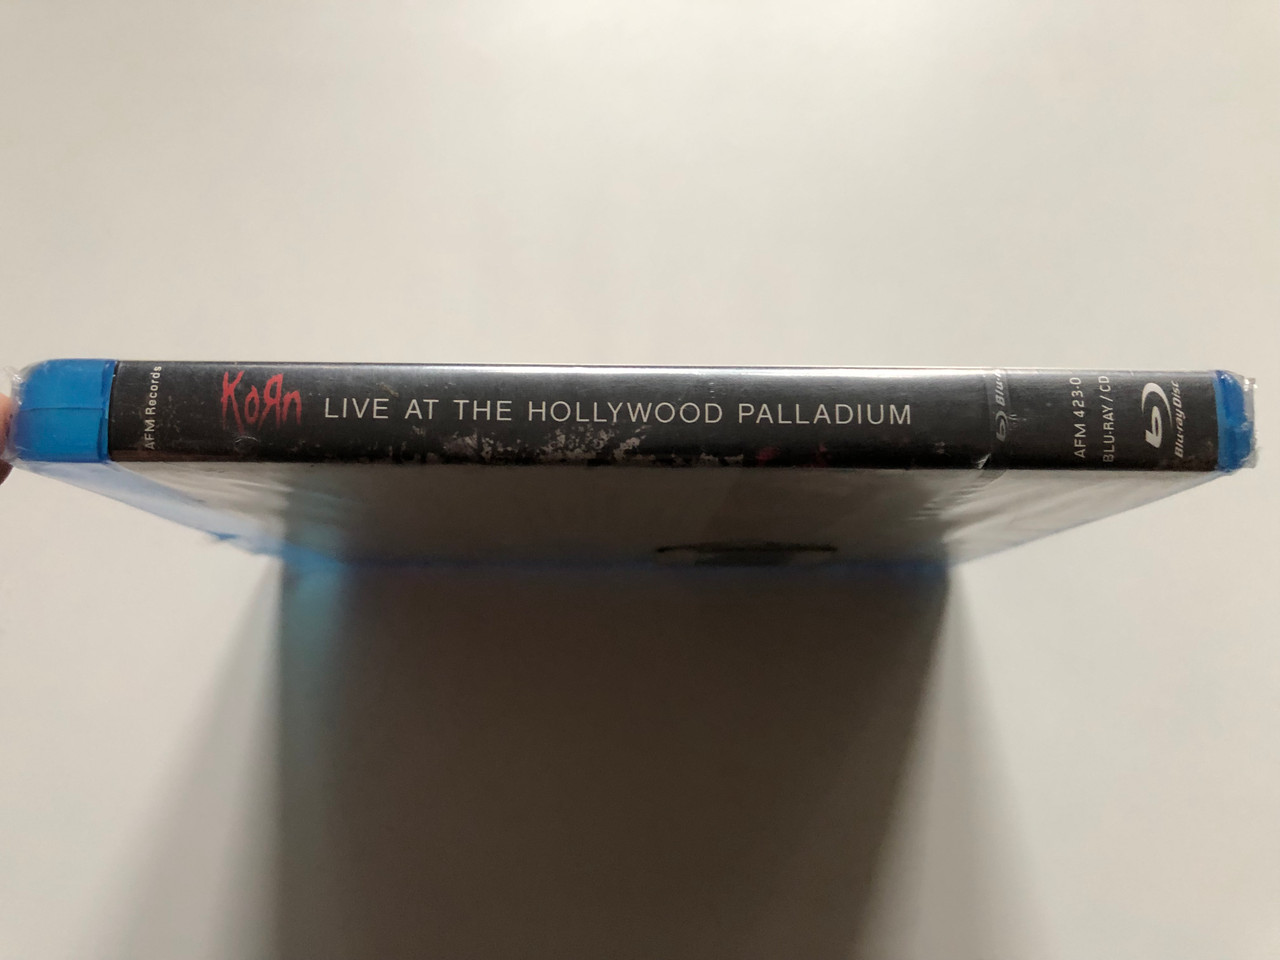 AFM Records
KoЯn
LIVE AT THE HOLLYWOOD PALLADIUM
AFM 423-0
BLU-RAY / CD
Blu-ray Disc